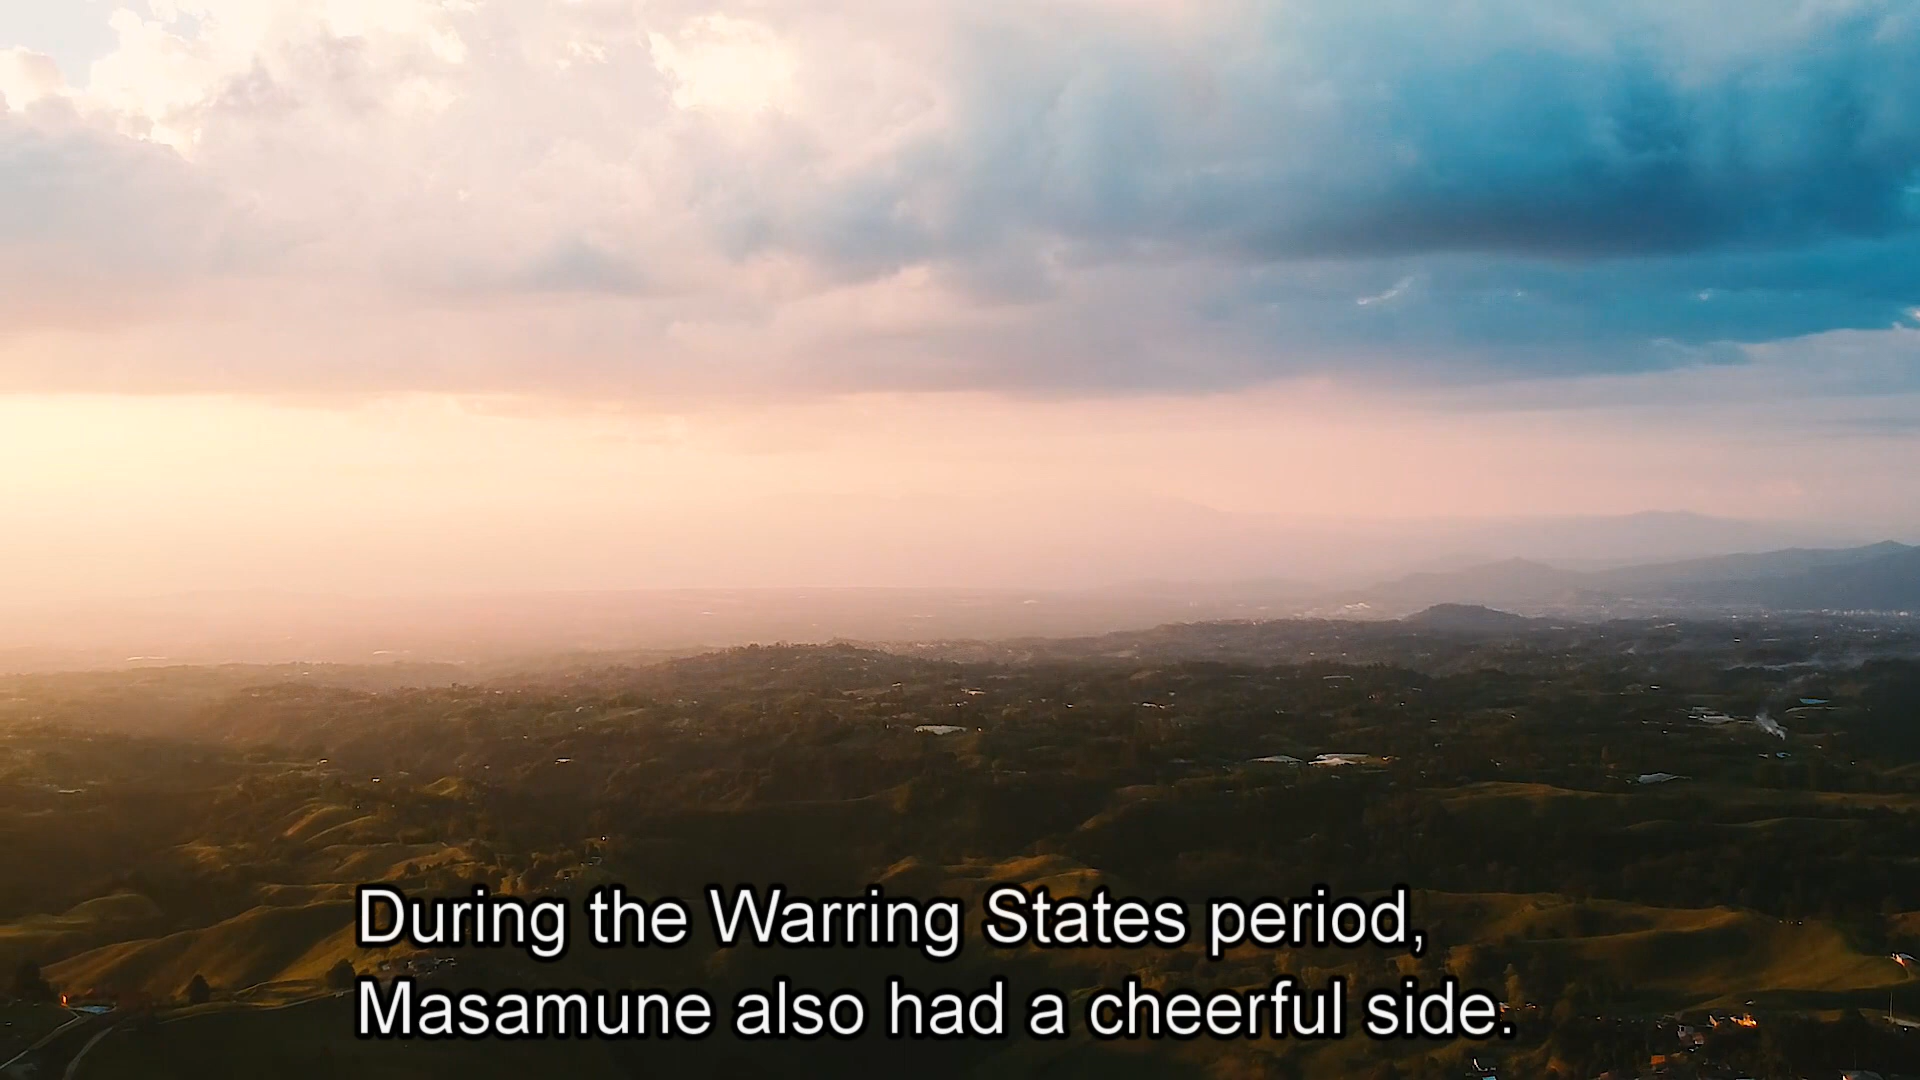 During the Warring States period,
Masamune also had a cheerful side.